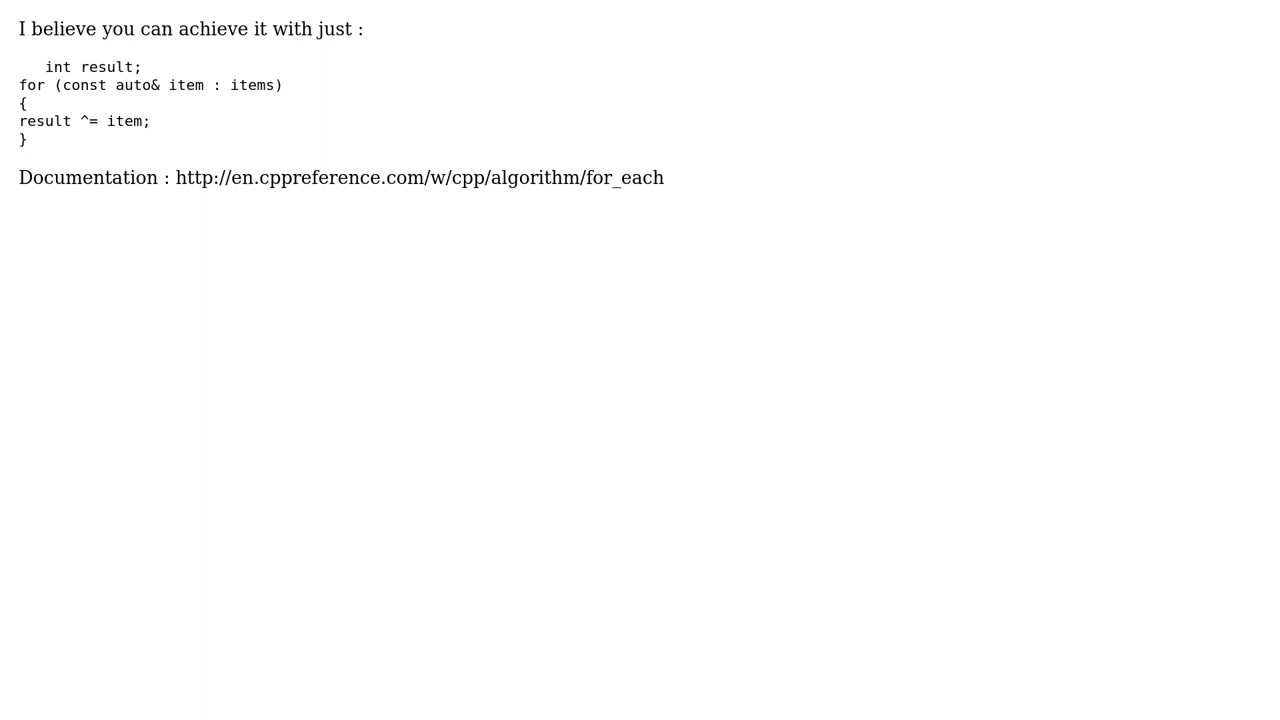 I believe you can achieve it with just :
   int result;
for (const auto& item : items)
{
result ^= item;
}
Documentation : http://en.cppreference.com/w/cpp/algorithm/for_each